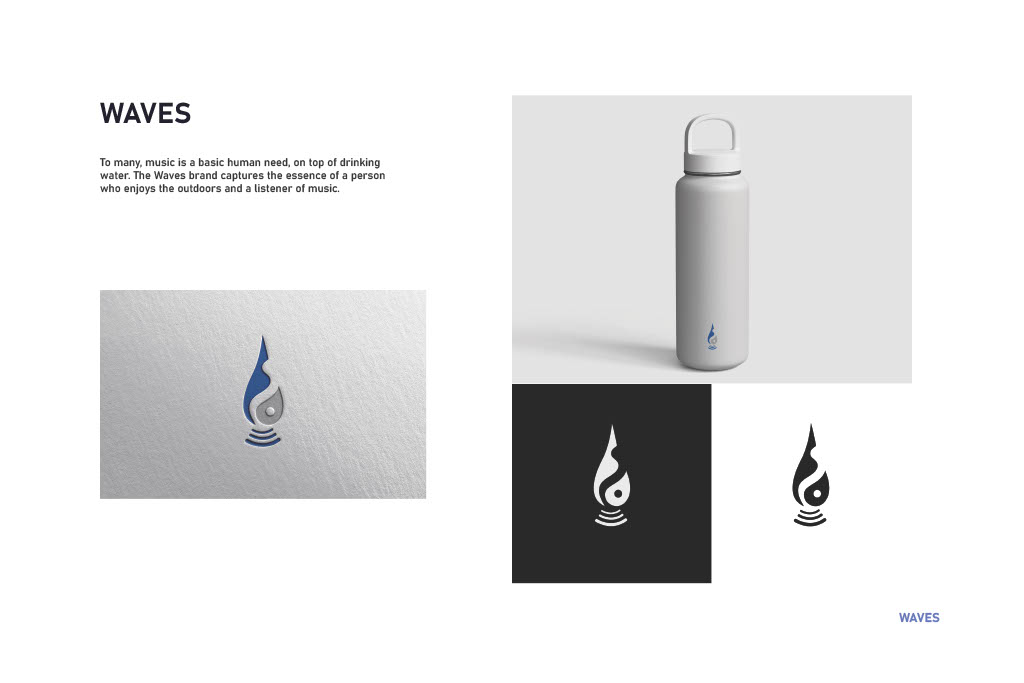 WAVES
To many, music is a basic human need, on top of drinking
water. The Waves brand captures the essence of a person
who enjoys the outdoors and a listener of music.
WAVES